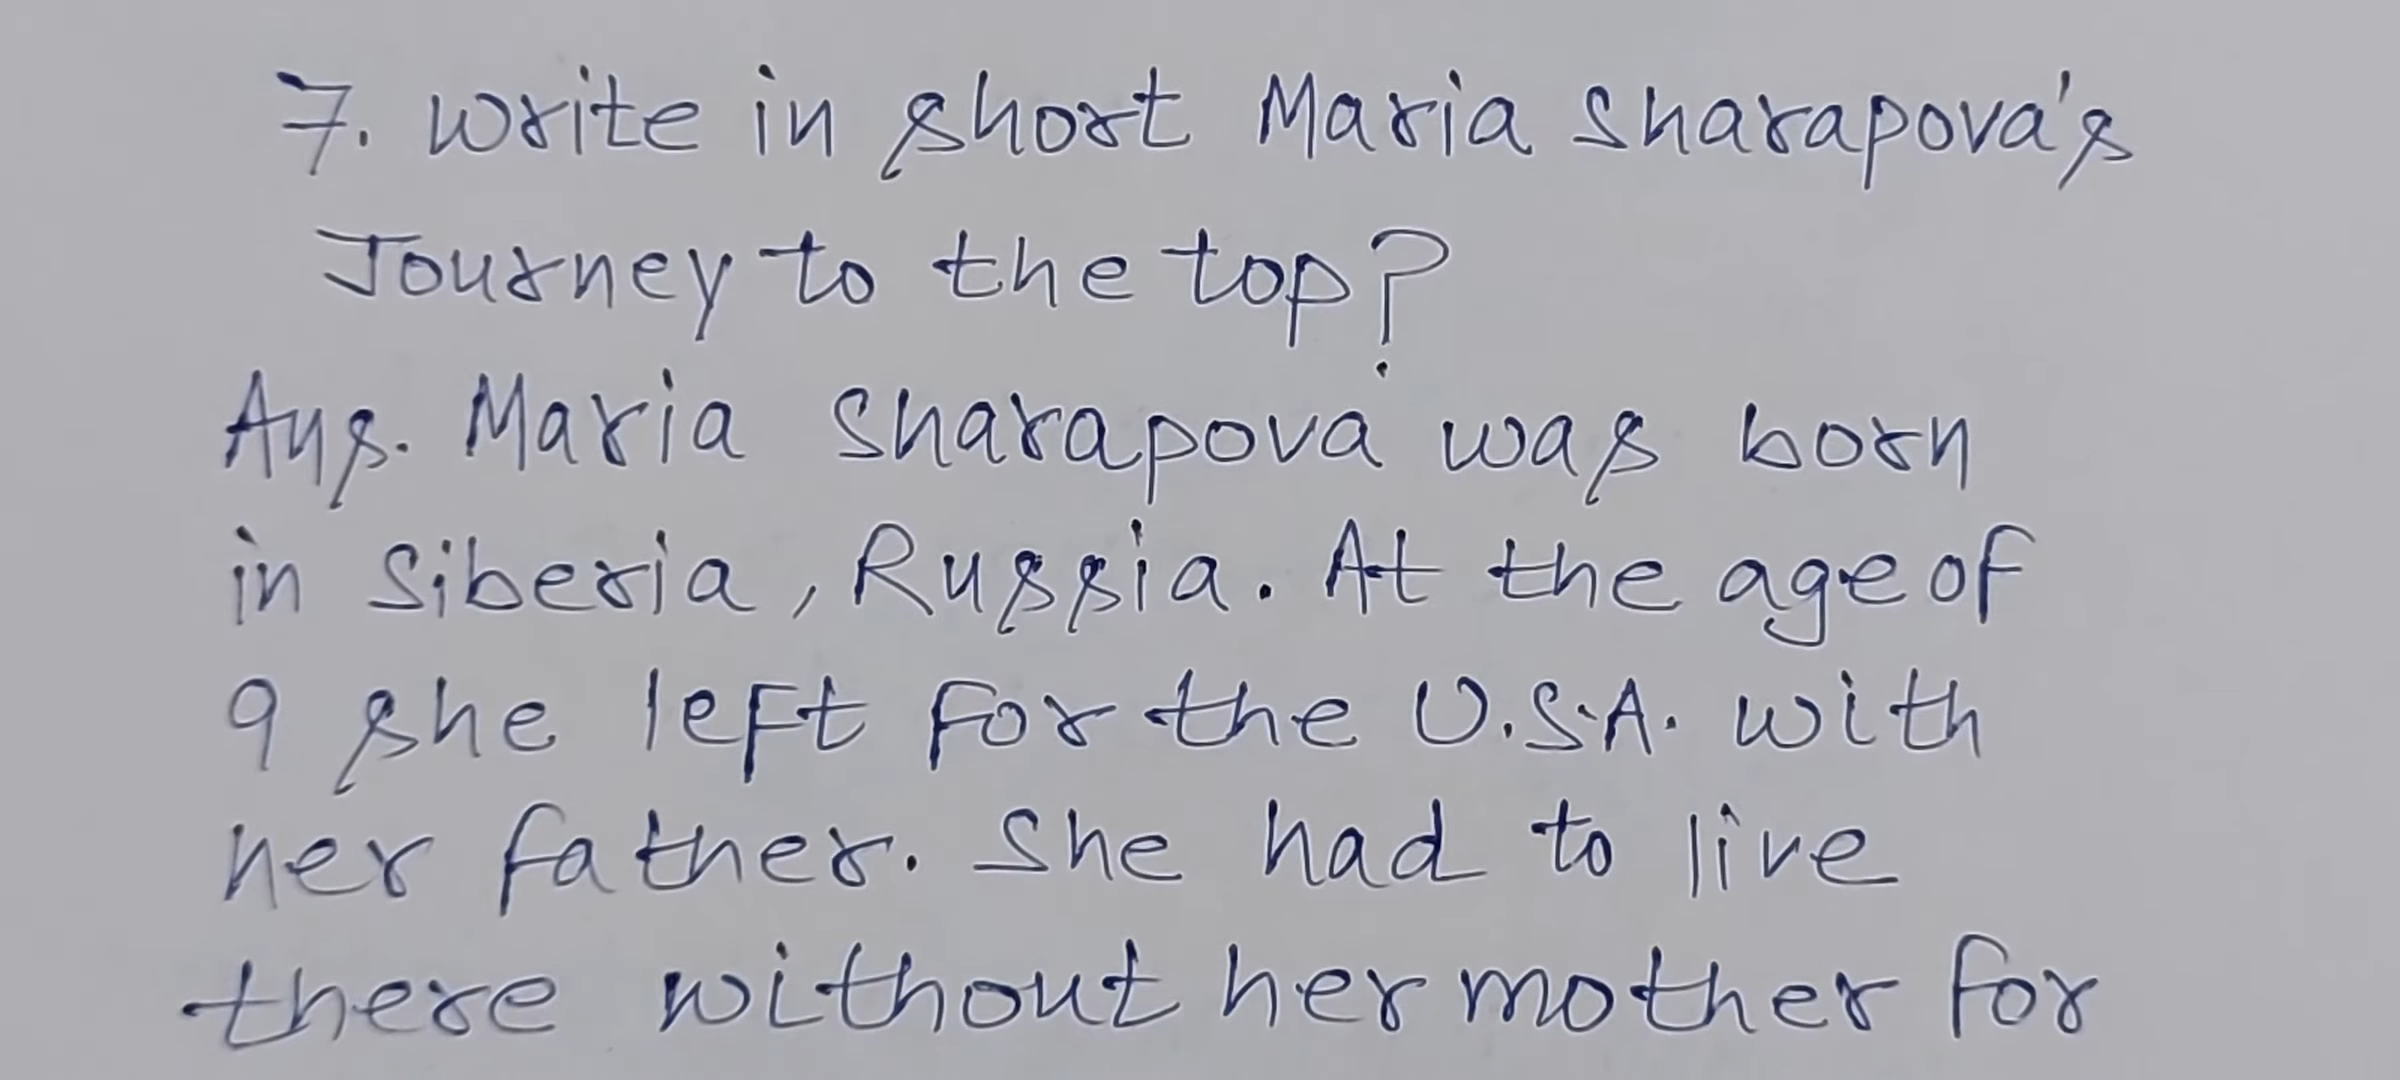 7. Write in short Maria Sharapova's
Journey to the top?
Ans. Maria Sharapova was born
in Siberia, Russia. At the age of
9 she left for the U.S.A. with
her father. She had to live
there without her mother for